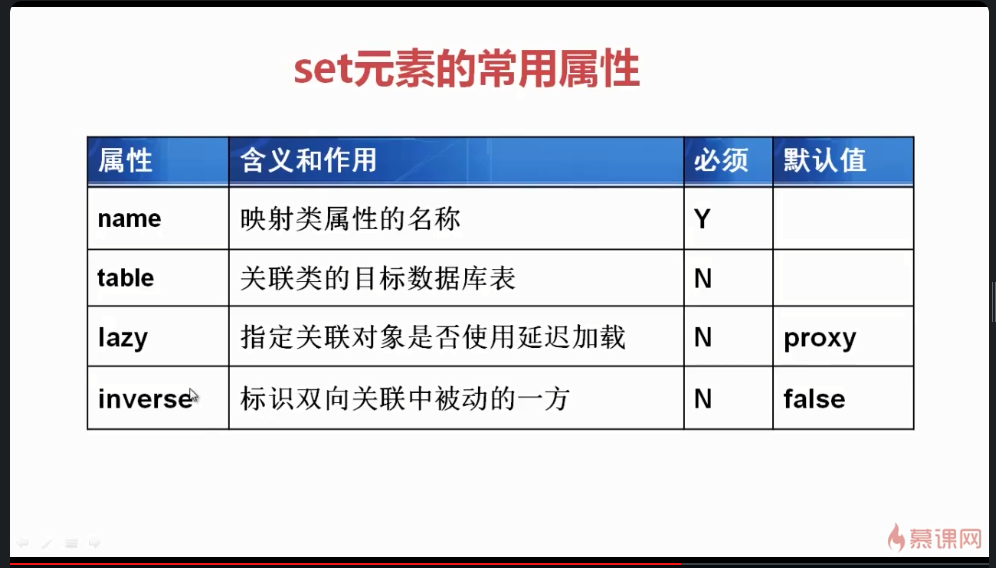 set元素的常用属性
属性 含义和作用 必须 默认值
name 映射类属性的名称 Y
table 关联类的目标数据库表 N
lazy 指定关联对象是否使用延迟加载 N proxy
inverse 标识双向关联中被动的一方 N false
慕课网